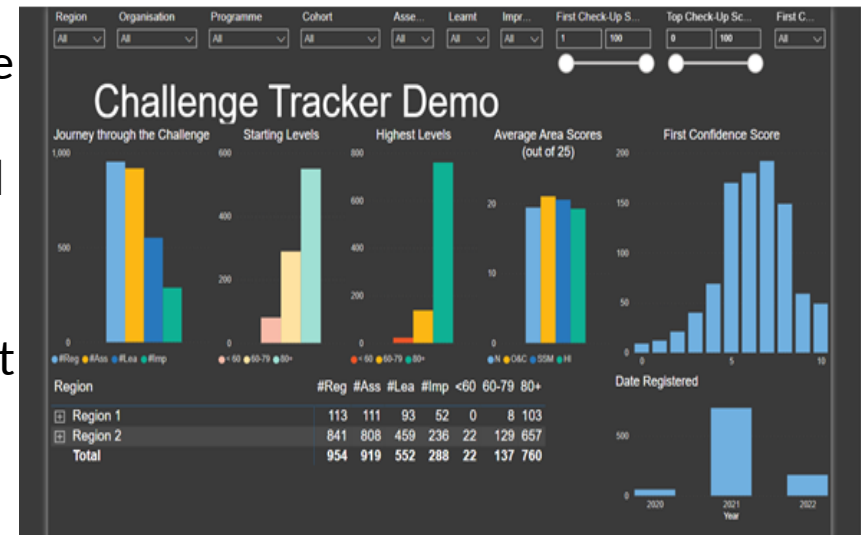 Region Organisation Programme Cohort Asse... Learnt Impr... First Check-Up S... Top Check-Up Sc... First C...
All All All All All All All 1 100 0 100 All
e
Challenge Tracker Demo
Journey through the Challenge Starting Levels Highest Levels Average Area Scores (out of 25) First Confidence Score
1,000 600 800 200
20 150
400 600
500 400 100
10
200 200 50
0 0 0 0 0
0 5 10
#Reg #Ass #Lea #Imp < 60 60-79 80+ < 60 60-79 80+ N O&C SSM HI
t
Date Registered
Region #Reg #Ass #Lea #Imp <60 60-79 80+
Region 1 113 111 93 52 0 8 103
Region 2 841 808 459 236 22 129 657
Total 954 919 552 288 22 137 760
500
0
2020 2021 2022
Year